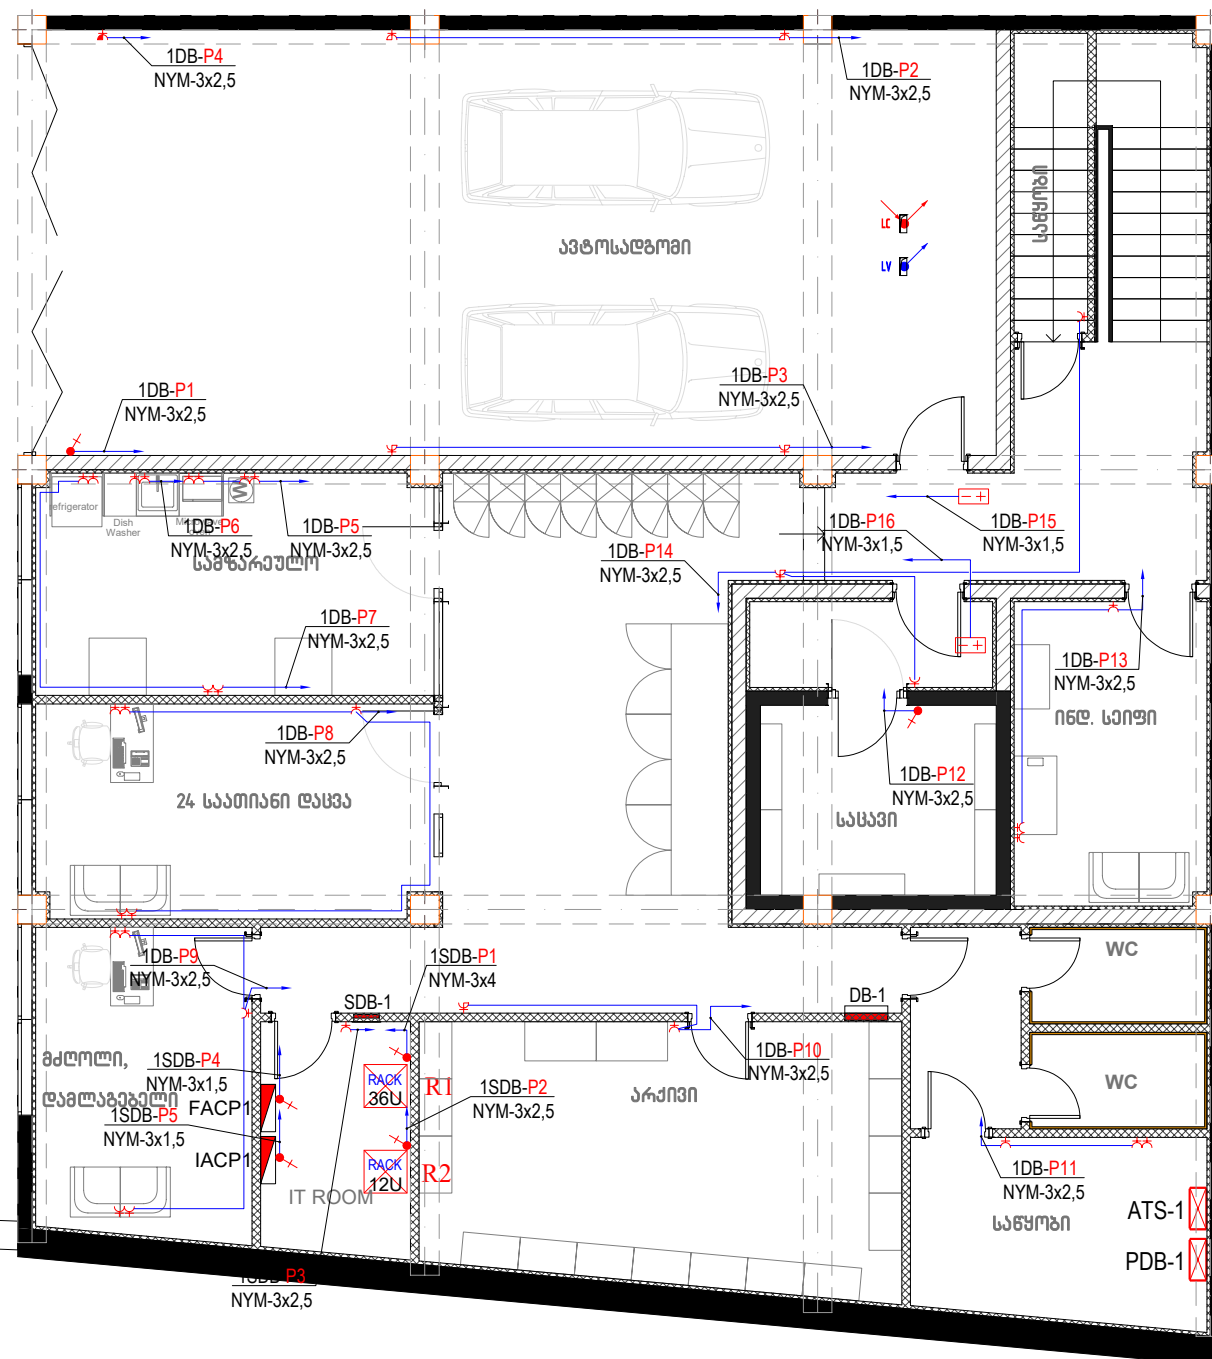 1DB-P4
NYM-3x2,5
1DB-P2
NYM-3x2,5
საწყობი
LC
ავტოსადგომი
LV
1DB-P1
NYM-3x2,5
1DB-P3
NYM-3x2,5
efrigerator
Dish
Washer
W
1DB-P6
NYM-3x2,5
1DB-P5
NYM-3x2,5
სამზარეულო
1DB-P14
NYM-3x2,5
1DB-P16
NYM-3x1,5
1DB-P15
NYM-3x1,5
1DB-P7
NYM-3x2,5
1DB-P13
NYM-3x2,5
ინდ. სეიფი
1DB-P8
NYM-3x2,5
24 საათიანი დაცვა
1DB-P12
NYM-3x2,5
საცავი
1DB-P9
NYM-3x2,5
1SDB-P1
NYM-3x4
WC
SDB-1
DB-1
მძღოლი,
დამლაგებელი
1SDB-P4
NYM-3x1,5
FACP1
RACK
36U
R1
1SDB-P2
NYM-3x2,5
1DB-P10
NYM-3x2,5
არქივი
WC
1SDB-P5
NYM-3x1,5
IACP1
RACK
12U
R2
IT ROOM
1DB-P11
NYM-3x2,5
საწყობი
ATS-1
PDB-1
1SDB-P3
NYM-3x2,5